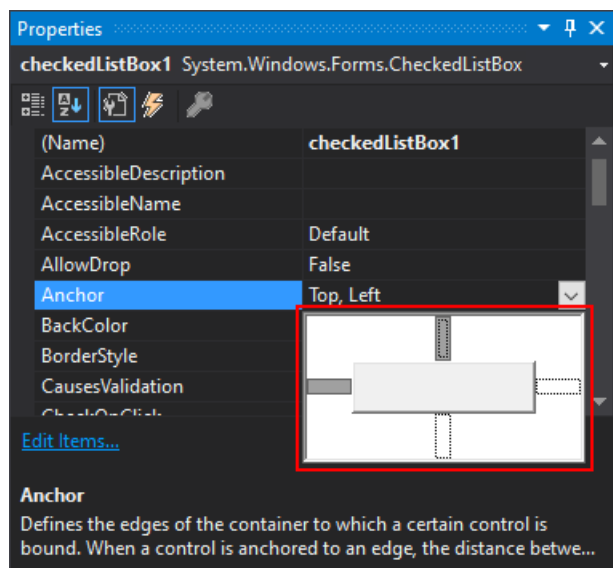 Properties
checkedListBox1 System.Windows.Forms.CheckedListBox
(Name) checkedListBox1
AccessibleDescription
AccessibleName
AccessibleRole Default
AllowDrop False
Anchor Top, Left
BackColor
BorderStyle
CausesValidation
CheckOnClick
Edit Items...
Anchor
Defines the edges of the container to which a certain control is
bound. When a control is anchored to an edge, the distance betwe...